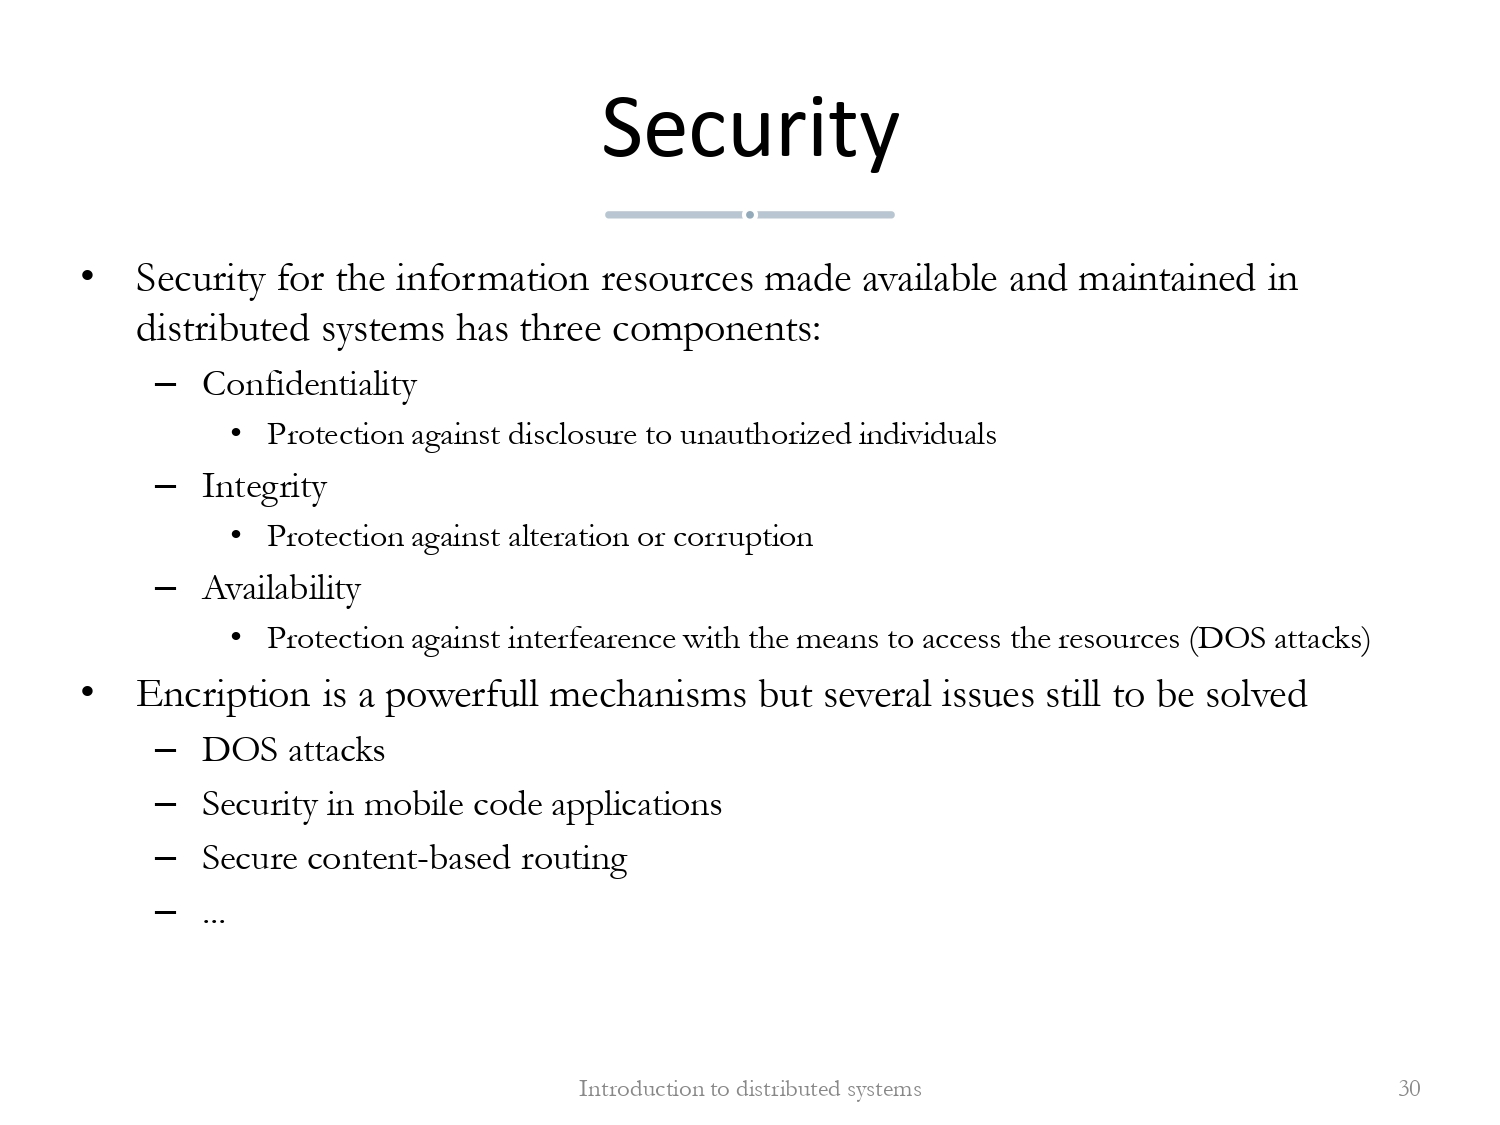 Security
• Security for the information resources made available and maintained in
distributed systems has three components:
– Confidentiality
• Protection against disclosure to unauthorized individuals
– Integrity
• Protection against alteration or corruption
– Availability
• Protection against interfearence with the means to access the resources (DOS attacks)
• Encription is a powerfull mechanisms but several issues still to be solved
– DOS attacks
– Security in mobile code applications
– Secure content-based routing
– ...
Introduction to distributed systems
30